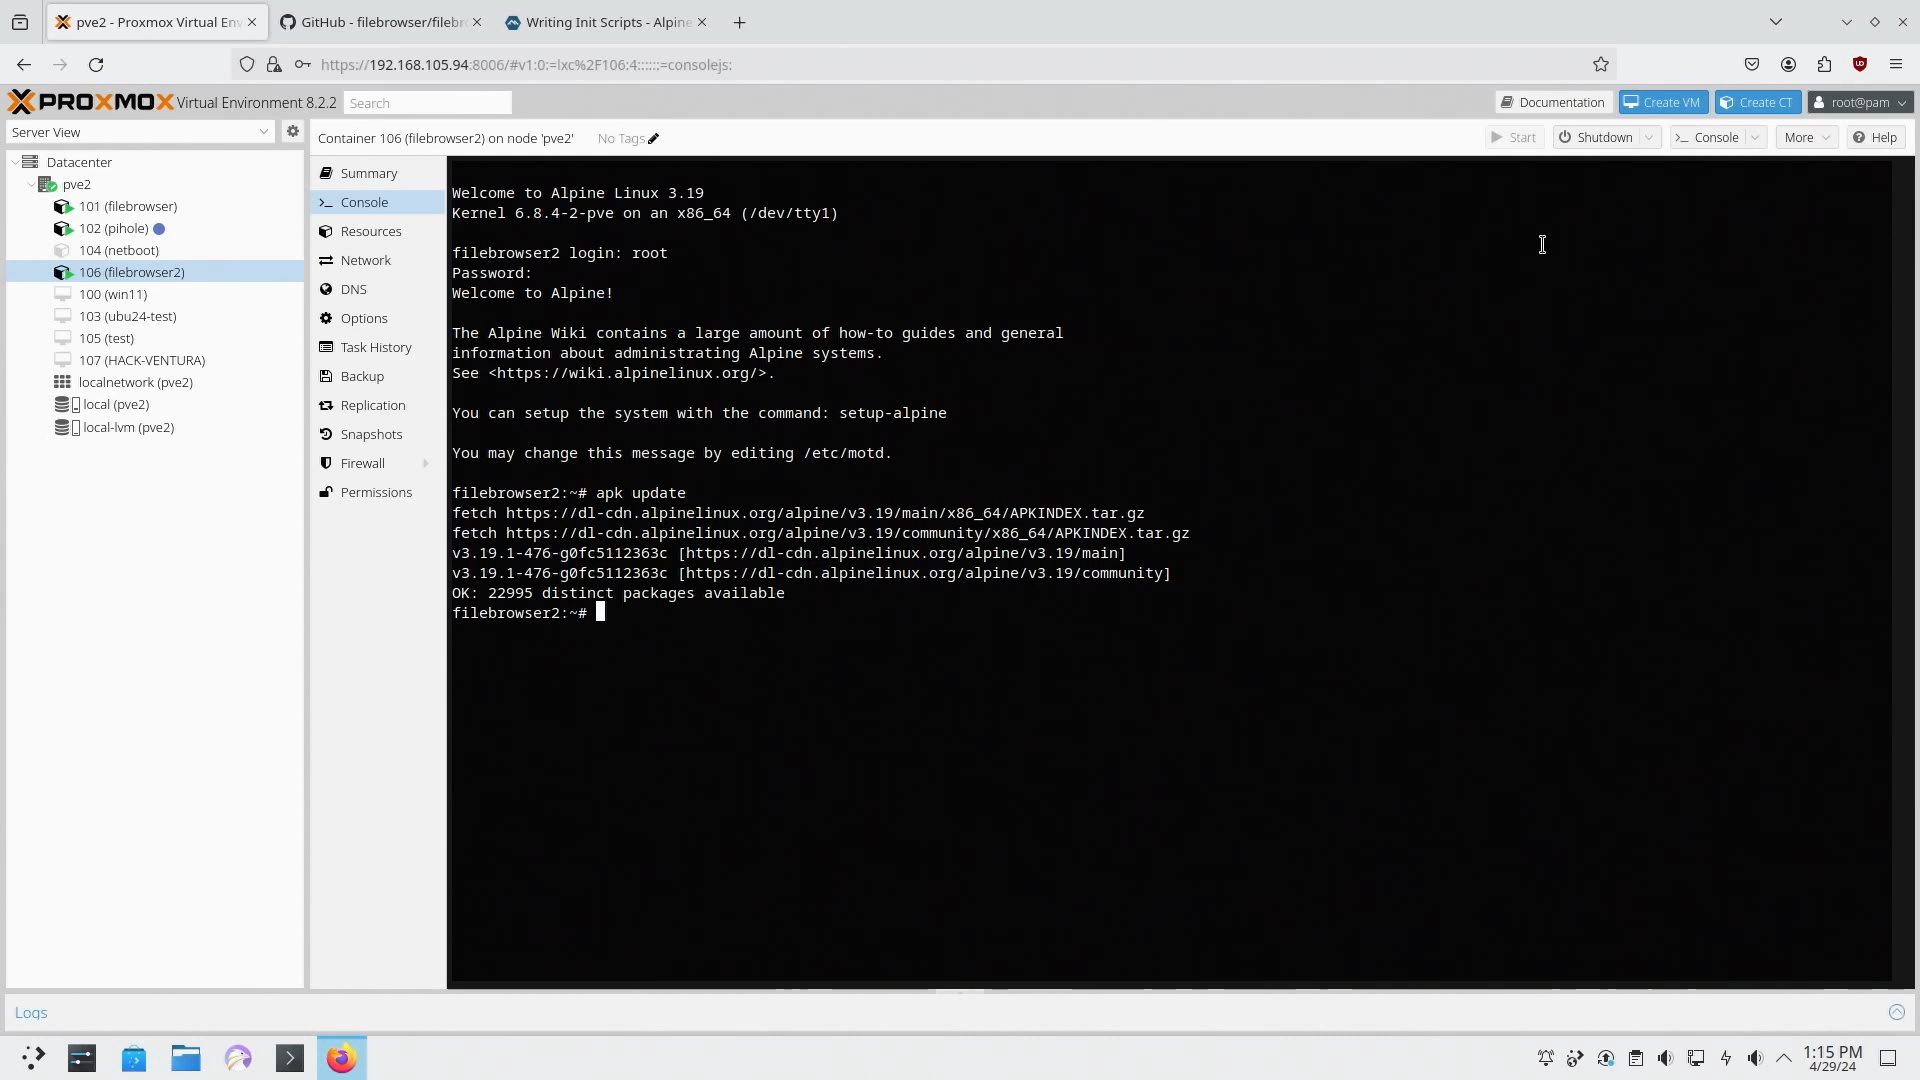 pve2 - Proxmox Virtual Env
GitHub - filebrowser/filebr
Writing Init Scripts - Alpine
https://192.168.105.94:8006/#v1:0:=lxc%2F106:4:::::=consolejs:
PROXMOX Virtual Environment 8.2.2
Search
Documentation
Create VM
Create CT
root@pam
Server View
Container 106 (filebrowser2) on node 'pve2'
No Tags
Start
Shutdown
Console
More
Help
Datacenter
pve2
101 (filebrowser)
102 (pihole)
104 (netboot)
106 (filebrowser2)
100 (win11)
103 (ubu24-test)
105 (test)
107 (HACK-VENTURA)
localnetwork (pve2)
local (pve2)
local-lvm (pve2)
Summary
Console
Resources
Network
DNS
Options
Task History
Backup
Replication
Snapshots
Firewall
Permissions
Welcome to Alpine Linux 3.19
Kernel 6.8.4-2-pve on an x86_64 (/dev/tty1)
filebrowser2 login: root
Password:
Welcome to Alpine!
The Alpine Wiki contains a large amount of how-to guides and general
information about administrating Alpine systems.
See <https://wiki.alpinelinux.org/>.
You can setup the system with the command: setup-alpine
You may change this message by editing /etc/motd.
filebrowser2:~# apk update
fetch https://dl-cdn.alpinelinux.org/alpine/v3.19/main/x86_64/APKINDEX.tar.gz
fetch https://dl-cdn.alpinelinux.org/alpine/v3.19/community/x86_64/APKINDEX.tar.gz
v3.19.1-476-g0fc5112363c [https://dl-cdn.alpinelinux.org/alpine/v3.19/main]
v3.19.1-476-g0fc5112363c [https://dl-cdn.alpinelinux.org/alpine/v3.19/community]
OK: 22995 distinct packages available
filebrowser2:~#
Logs
1:15 PM
4/29/24